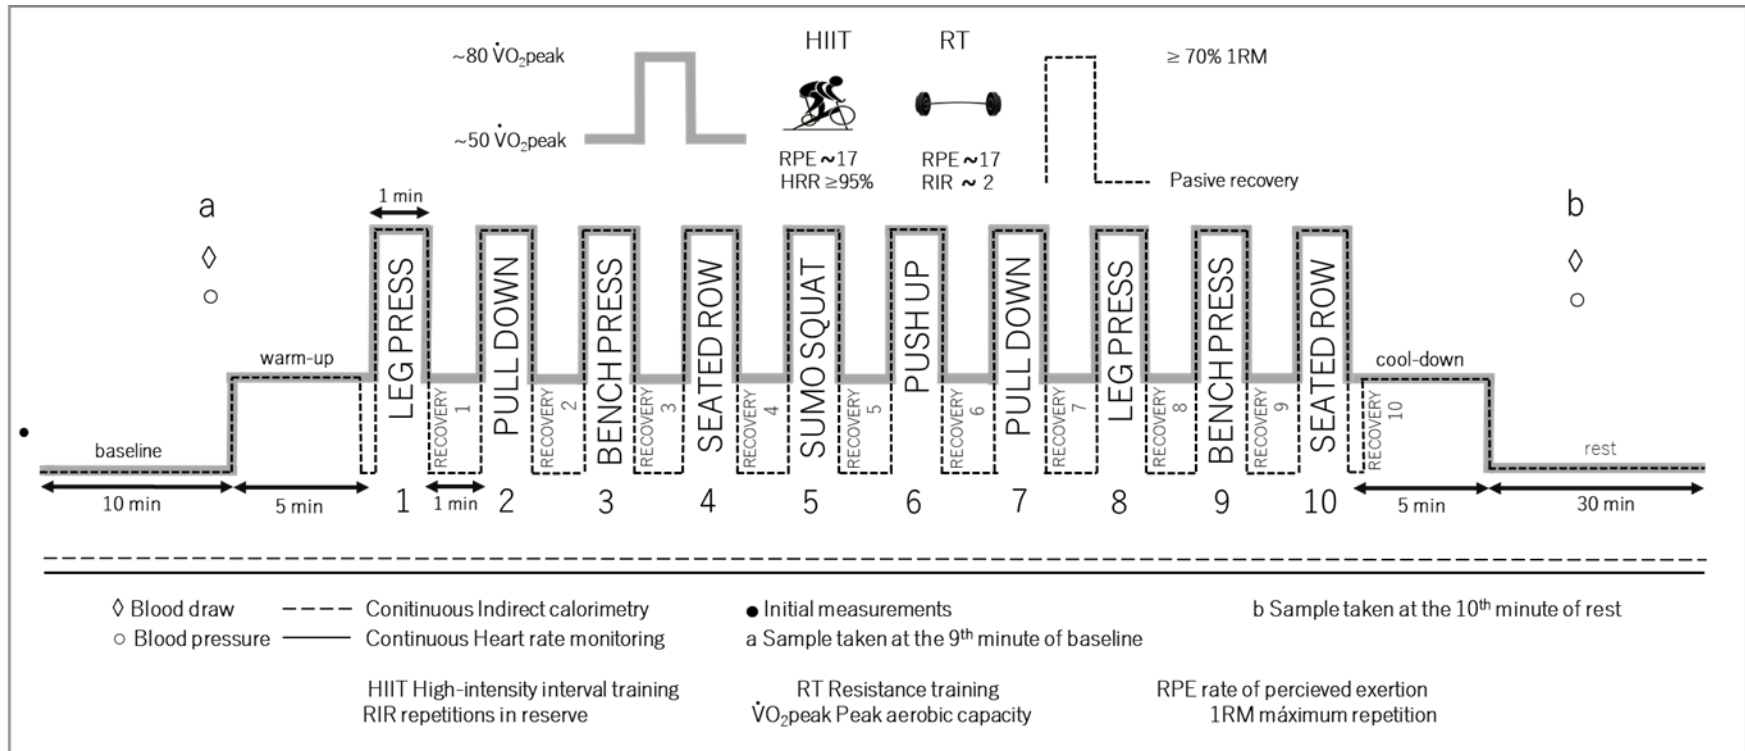 HIIT RT
~80 V̇O₂peak
≥ 70% 1RM
~50 V̇O₂peak
RPE ~17 RPE ~17
HRR ≥95% RIR ~ 2
Pasive recovery
1 min
a
b
warm-up
cool-down
baseline
rest
LEG PRESS
PULL DOWN
BENCH PRESS
SEATED ROW
SUMO SQUAT
PUSH UP
PULL DOWN
LEG PRESS
BENCH PRESS
SEATED ROW
RECOVERY 1
RECOVERY 2
RECOVERY 3
RECOVERY 4
RECOVERY 5
RECOVERY 6
RECOVERY 7
RECOVERY 8
RECOVERY 9
RECOVERY 10
10 min 5 min 1 1 min 2 3 4 5 6 7 8 9 10 5 min 30 min
Blood draw Conitinuous Indirect calorimetry Initial measurements b Sample taken at the 10th minute of rest
Blood pressure Continuous Heart rate monitoring a Sample taken at the 9th minute of baseline
HIIT High-intensity interval training RT Resistance training RPE rate of percieved exertion
RIR repetitions in reserve V̇O₂peak Peak aerobic capacity 1RM máximum repetition